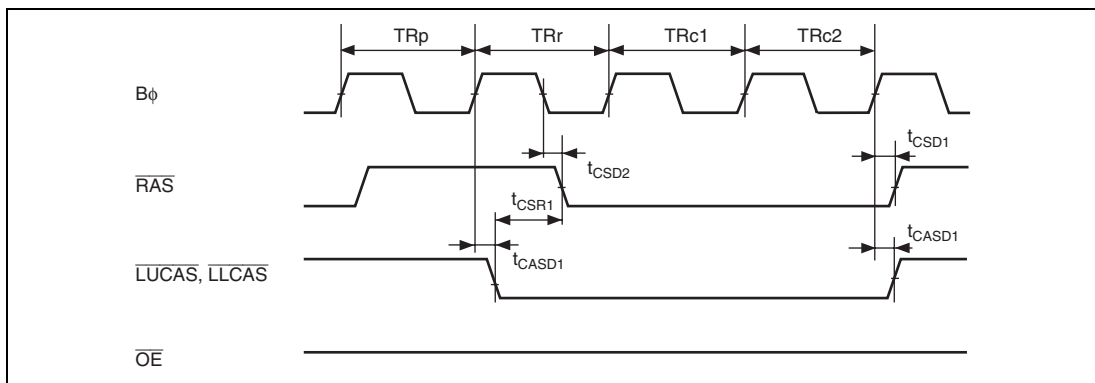 TRp TRr TRc1 TRc2
Bϕ
tCSD1
tCSD2
RAS
tCSR1
tCASD1
tCASD1
LUCAS, LLCAS
OE